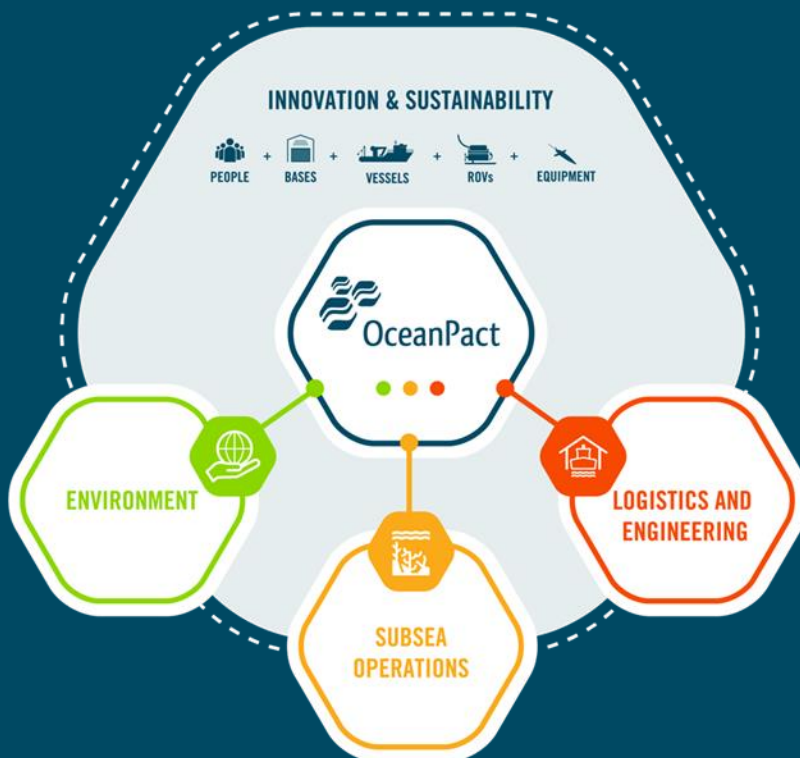 INNOVATION & SUSTAINABILITY
PEOPLE + BASES + VESSELS + ROVs + EQUIPMENT
OceanPact
ENVIRONMENT
LOGISTICS AND
ENGINEERING
SUBSEA
OPERATIONS